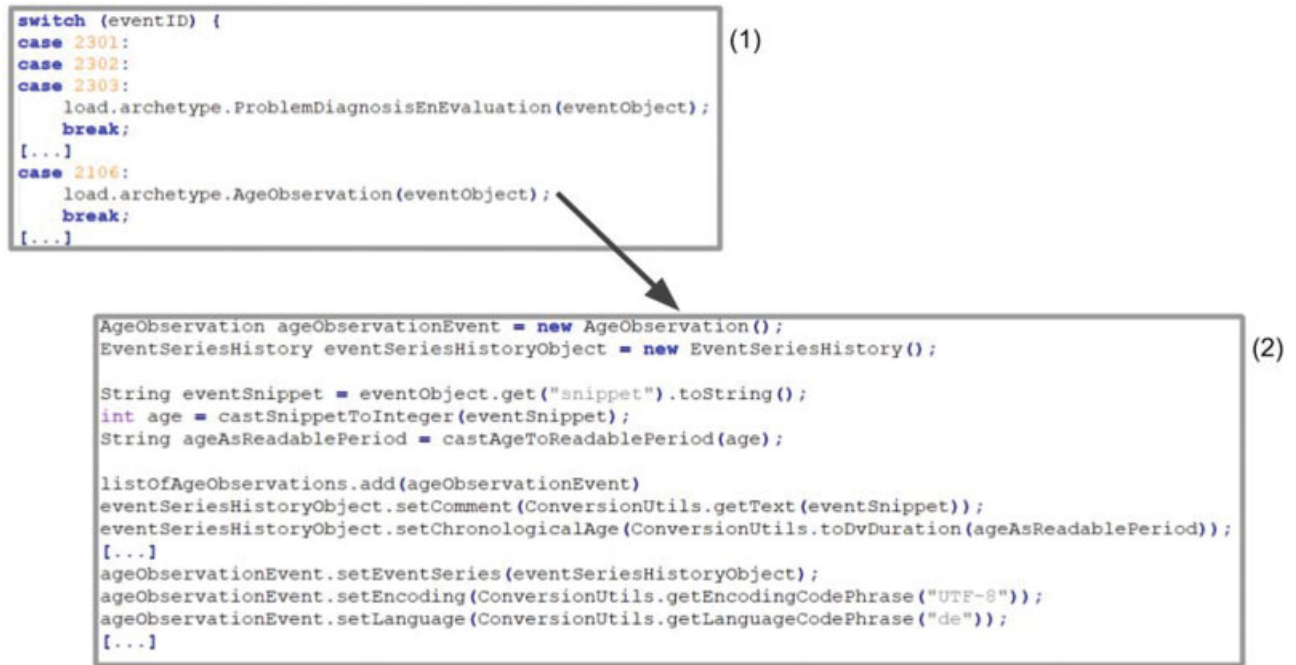 switch (eventID) {
case 2301:
case 2302:
case 2303:
    load.archetype.ProblemDiagnosisEnEvaluation(eventObject);
    break;
[...]
case 2106:
    load.archetype.AgeObservation(eventObject);
    break;
[...]
(1)
AgeObservation ageObservationEvent = new AgeObservation();
EventSeriesHistory eventSeriesHistoryObject = new EventSeriesHistory();

String eventSnippet = eventObject.get("snippet").toString();
int age = castSnippetToInteger(eventSnippet);
String ageAsReadablePeriod = castAgeToReadablePeriod(age);

listOfAgeObservations.add(ageObservationEvent)
eventSeriesHistoryObject.setComment(ConversionUtils.getText(eventSnippet));
eventSeriesHistoryObject.setChronologicalAge(ConversionUtils.toDvDuration(ageAsReadablePeriod));
[...]
ageObservationEvent.setEventSeries(eventSeriesHistoryObject);
ageObservationEvent.setEncoding(ConversionUtils.getEncodingCodePhrase("UTF-8"));
ageObservationEvent.setLanguage(ConversionUtils.getLanguageCodePhrase("de"));
[...]
(2)